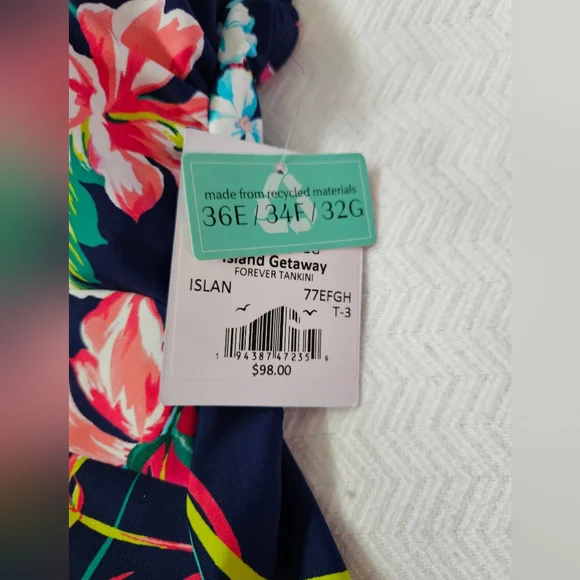 made from recycled materials
36E / 34F / 32G
Island Getaway
FOREVER TANKINI
ISLAN 77EFGH
T-3
1 94387 47235 9
$98.00